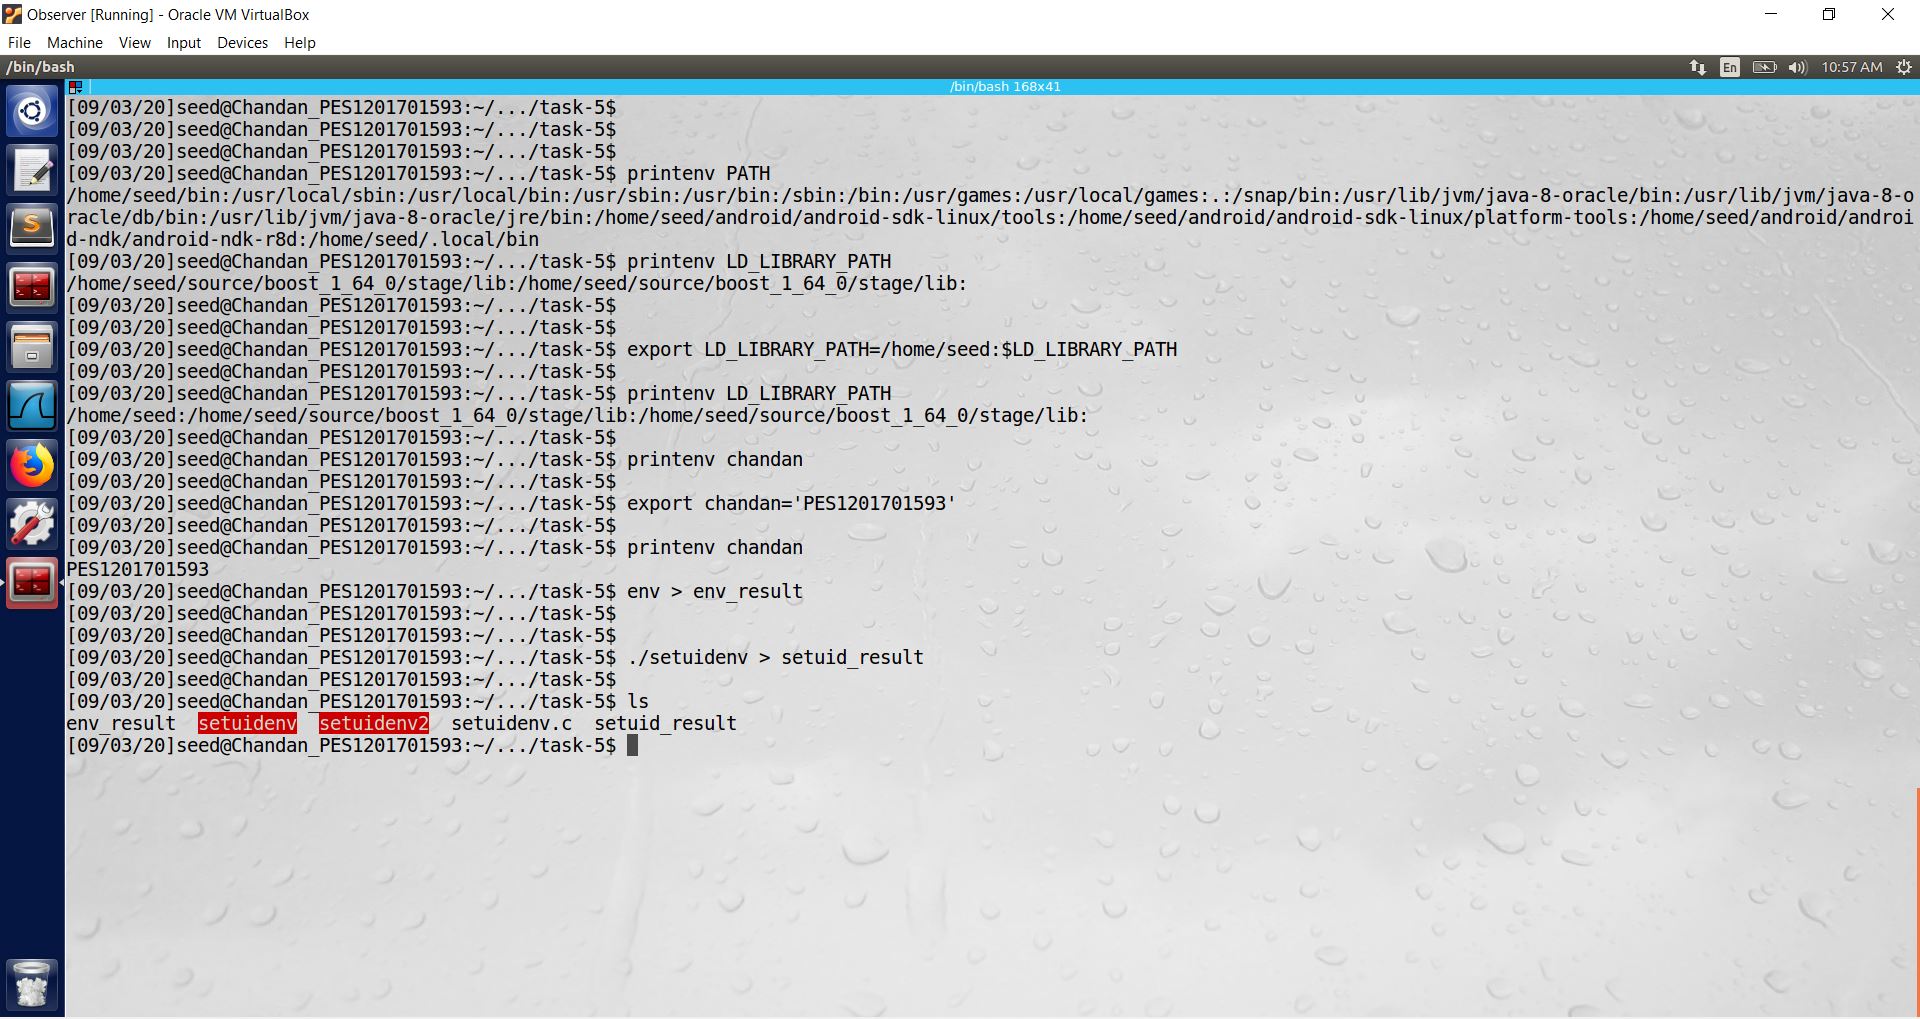 Observer [Running] - Oracle VM VirtualBox
File Machine View Input Devices Help
/bin/bash En 10:57 AM
/bin/bash 168x41
[09/03/20]seed@Chandan_PES1201701593:~/.../task-5$
[09/03/20]seed@Chandan_PES1201701593:~/.../task-5$
[09/03/20]seed@Chandan_PES1201701593:~/.../task-5$
[09/03/20]seed@Chandan_PES1201701593:~/.../task-5$ printenv PATH
/home/seed/bin:/usr/local/sbin:/usr/local/bin:/usr/sbin:/usr/bin:/sbin:/bin:/usr/games:/usr/local/games:.:/snap/bin:/usr/lib/jvm/java-8-oracle/bin:/usr/lib/jvm/java-8-o
racle/db/bin:/usr/lib/jvm/java-8-oracle/jre/bin:/home/seed/android/android-sdk-linux/tools:/home/seed/android/android-sdk-linux/platform-tools:/home/seed/android/androi
d-ndk/android-ndk-r8d:/home/seed/.local/bin
[09/03/20]seed@Chandan_PES1201701593:~/.../task-5$ printenv LD_LIBRARY_PATH
/home/seed/source/boost_1_64_0/stage/lib:/home/seed/source/boost_1_64_0/stage/lib:
[09/03/20]seed@Chandan_PES1201701593:~/.../task-5$
[09/03/20]seed@Chandan_PES1201701593:~/.../task-5$
[09/03/20]seed@Chandan_PES1201701593:~/.../task-5$ export LD_LIBRARY_PATH=/home/seed:$LD_LIBRARY_PATH
[09/03/20]seed@Chandan_PES1201701593:~/.../task-5$
[09/03/20]seed@Chandan_PES1201701593:~/.../task-5$ printenv LD_LIBRARY_PATH
/home/seed:/home/seed/source/boost_1_64_0/stage/lib:/home/seed/source/boost_1_64_0/stage/lib:
[09/03/20]seed@Chandan_PES1201701593:~/.../task-5$
[09/03/20]seed@Chandan_PES1201701593:~/.../task-5$ printenv chandan
[09/03/20]seed@Chandan_PES1201701593:~/.../task-5$
[09/03/20]seed@Chandan_PES1201701593:~/.../task-5$ export chandan='PES1201701593'
[09/03/20]seed@Chandan_PES1201701593:~/.../task-5$
[09/03/20]seed@Chandan_PES1201701593:~/.../task-5$ printenv chandan
PES1201701593
[09/03/20]seed@Chandan_PES1201701593:~/.../task-5$ env > env_result
[09/03/20]seed@Chandan_PES1201701593:~/.../task-5$
[09/03/20]seed@Chandan_PES1201701593:~/.../task-5$
[09/03/20]seed@Chandan_PES1201701593:~/.../task-5$ ./setuidenv > setuid_result
[09/03/20]seed@Chandan_PES1201701593:~/.../task-5$
[09/03/20]seed@Chandan_PES1201701593:~/.../task-5$ ls
env_result setuidenv setuidenv2 setuidenv.c setuid_result
[09/03/20]seed@Chandan_PES1201701593:~/.../task-5$